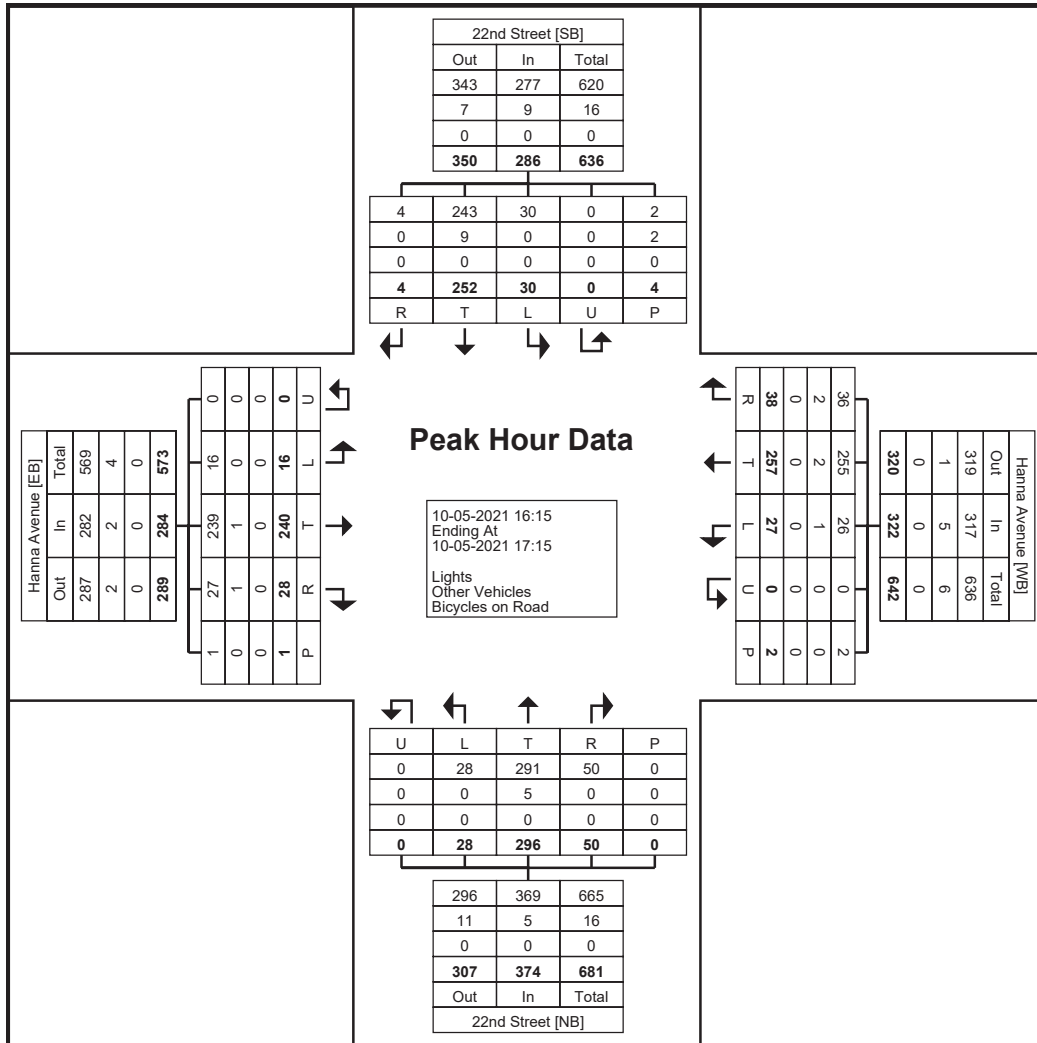 22nd Street [SB]
Out In Total
343 277 620
7 9 16
0 0 0
350 286 636
4 243 30 0 2
0 9 0 0 2
0 0 0 0 0
4 252 30 0 4
R T L U P
Hanna Avenue [EB]
Total In Out
569 282 287
4 2 2
0 0 0
573 284 289
0 16 239 27 1
0 0 1 1 0
0 0 0 0 0
0 16 240 28 1
U L T R P
Peak Hour Data
10-05-2021 16:15
Ending At
10-05-2021 17:15
Lights
Other Vehicles
Bicycles on Road
R T L U P
38 257 27 0 2
0 0 0 0 0
2 2 1 0 0
36 255 26 0 2
Hanna Avenue [WB]
Out In Total
319 317 636
1 5 6
0 0 0
320 322 642
U L T R P
0 28 291 50 0
0 0 5 0 0
0 0 0 0 0
0 28 296 50 0
296 369 665
11 5 16
0 0 0
307 374 681
Out In Total
22nd Street [NB]